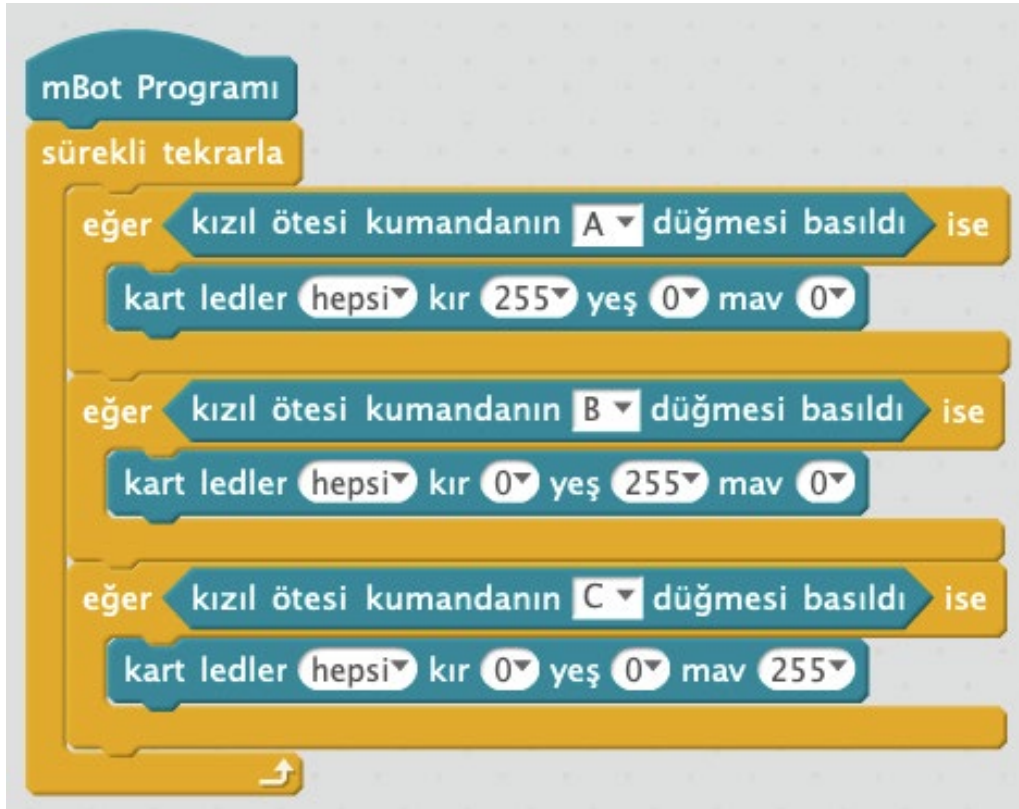 mBot Programı
sürekli tekrarla
eğer kızıl ötesi kumandanın A düğmesi basıldı ise
kart ledler hepsi kır 255 yeş 0 mav 0
eğer kızıl ötesi kumandanın B düğmesi basıldı ise
kart ledler hepsi kır 0 yeş 255 mav 0
eğer kızıl ötesi kumandanın C düğmesi basıldı ise
kart ledler hepsi kır 0 yeş 0 mav 255